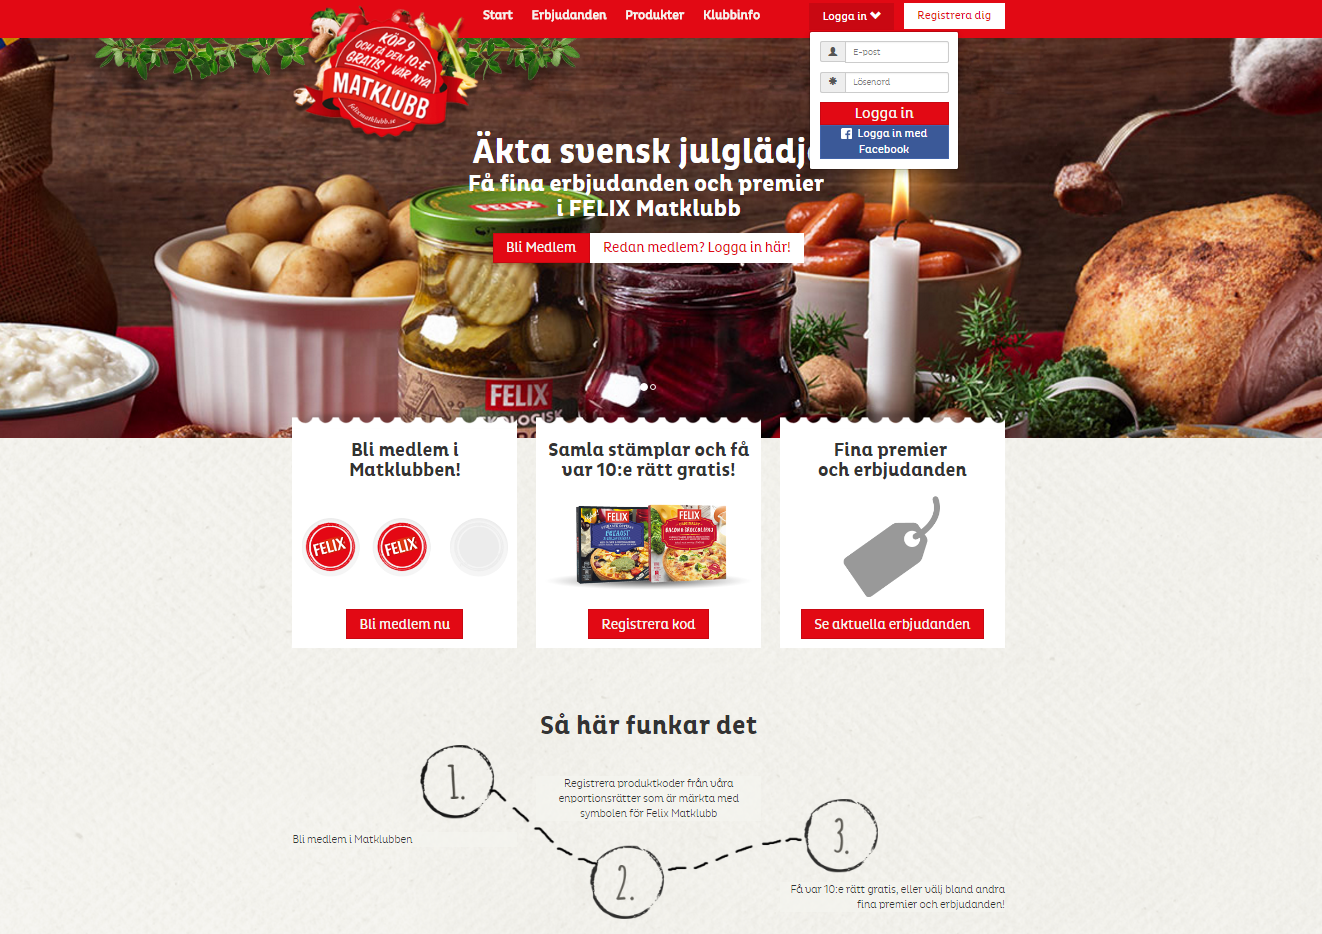 Start
Erbjudanden
Produkter
Klubbinfo
Logga in
Registrera dig
KÖP 9
OCH FÅ DEN 10:E
GRATIS I VÅR NYA
MATKLUBB
felixmatklubb.se
E-post
Lösenord
Logga in
Logga in med
Facebook
Äkta svensk julglädje
Få fina erbjudanden och premier
i FELIX Matklubb
Bli Medlem
Redan medlem? Logga in här!
FELIX
FELIX
EKOLOGISK
Bli medlem i
Matklubben!
FELIX
FELIX
Bli medlem nu
Samla stämplar och få
var 10:e rätt gratis!
FELIX
FELIX
Registrera kod
Fina premier
och erbjudanden
Se aktuella erbjudanden
Så här funkar det
1.
Bli medlem i Matklubben
Registrera produktkoder från våra
enportionsrätter som är märkta med
symbolen för Felix Matklubb
2.
3.
Få var 10:e rätt gratis, eller välj bland andra
fina premier och erbjudanden!